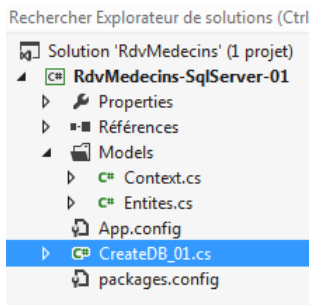 Rechercher Explorateur de solutions (Ctrl
Solution 'RdvMedecins' (1 projet)
C# RdvMedecins-SqlServer-01
Properties
Références
Models
C# Context.cs
C# Entites.cs
App.config
C# CreateDB_01.cs
packages.config